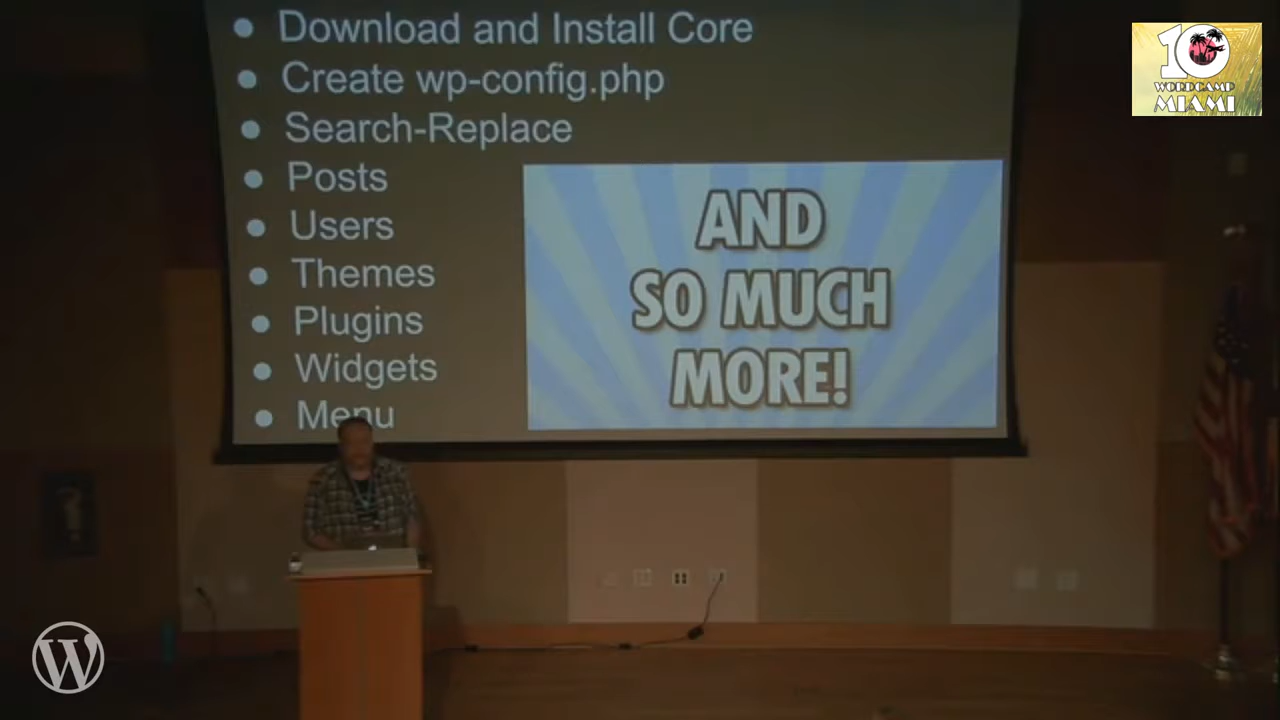 Download and Install Core
Create wp-config.php
Search-Replace
Posts
Users
Themes
Plugins
Widgets
Menu
AND
SO MUCH
MORE!
10
WORDCAMP
MIAMI
W